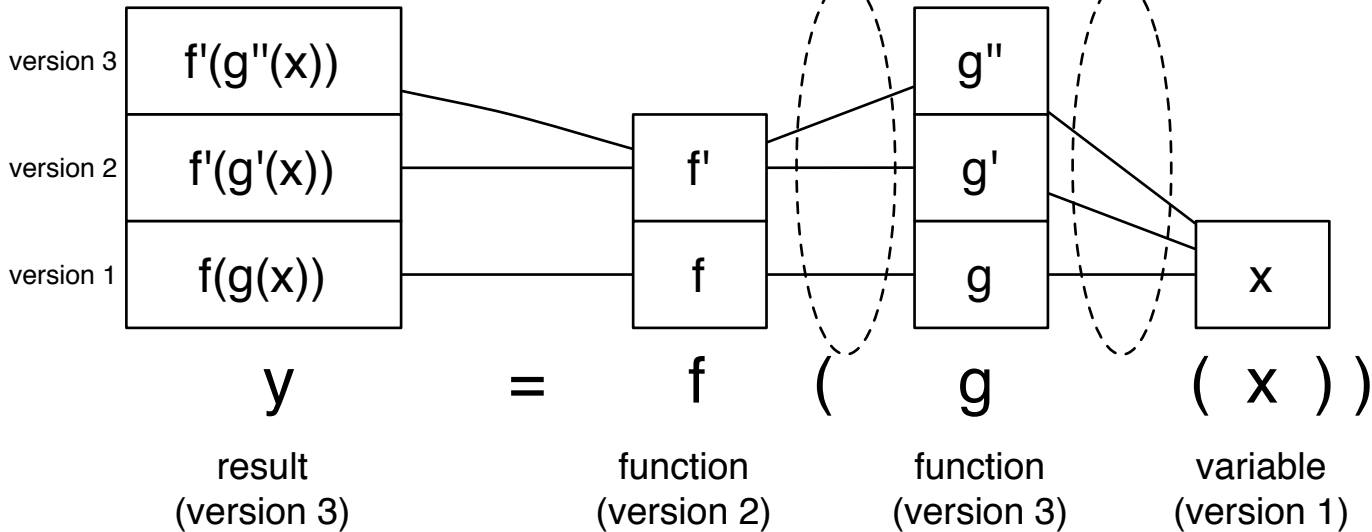 version 3 f'(g''(x)) g''
version 2 f'(g'(x)) f' g'
version 1 f(g(x)) f g x
y = f ( g ( x ) )
result function function variable
(version 3) (version 2) (version 3) (version 1)